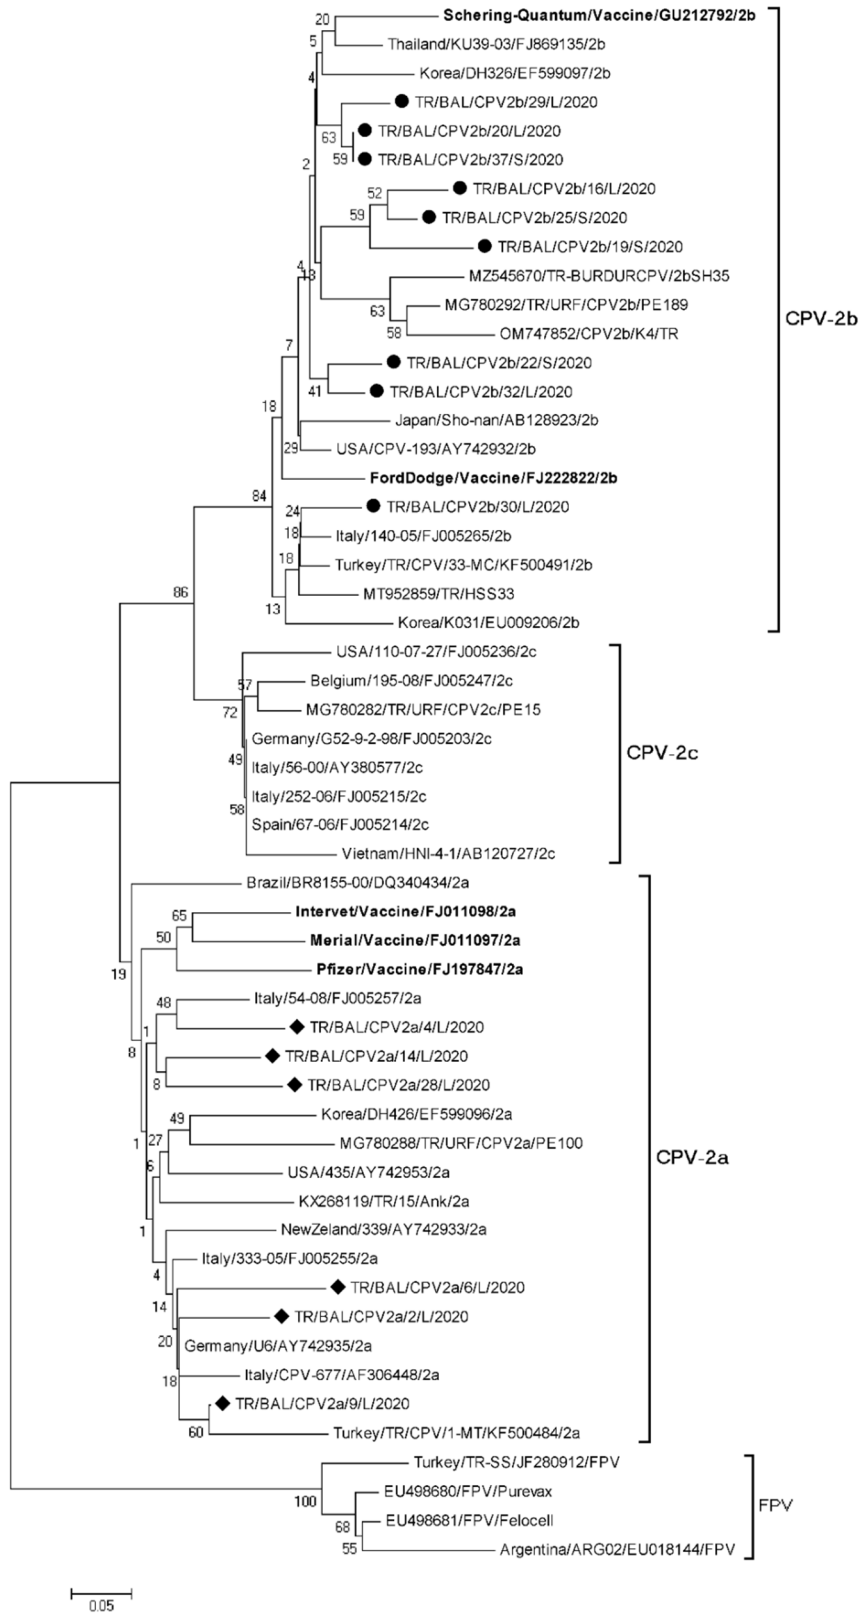 20
Schering-Quantum/Vaccine/GU212792/2b
5
Thailand/KU39-03/FJ869135/2b
4
Korea/DH326/EF599097/2b
TR/BAL/CPV2b/29/L/2020
63
TR/BAL/CPV2b/20/L/2020
59
TR/BAL/CPV2b/37/S/2020
2
52
TR/BAL/CPV2b/16/L/2020
59
TR/BAL/CPV2b/25/S/2020
TR/BAL/CPV2b/19/S/2020
4
13
MZ545670/TR-BURDURCPV/2bSH35
63
MG780292/TR/URF/CPV2b/PE189
CPV-2b
58
OM747852/CPV2b/K4/TR
7
TR/BAL/CPV2b/22/S/2020
41
TR/BAL/CPV2b/32/L/2020
18
Japan/Sho-nan/AB128923/2b
29
USA/CPV-193/AY742932/2b
FordDodge/Vaccine/FJ222822/2b
84
24
TR/BAL/CPV2b/30/L/2020
18
Italy/140-05/FJ005265/2b
18
Turkey/TR/CPV/33-MC/KF500491/2b
86
MT952859/TR/HSS33
13
Korea/K031/EU009206/2b
USA/110-07-27/FJ005236/2c
57
Belgium/195-08/FJ005247/2c
72
MG780282/TR/URF/CPV2c/PE15
Germany/G52-9-2-98/FJ005203/2c
CPV-2c
49
Italy/56-00/AY380577/2c
Italy/252-06/FJ005215/2c
58
Spain/67-06/FJ005214/2c
Vietnam/HNI-4-1/AB120727/2c
Brazil/BR8155-00/DQ340434/2a
65
Intervet/Vaccine/FJ011098/2a
50
Merial/Vaccine/FJ011097/2a
19
Pfizer/Vaccine/FJ197847/2a
48
Italy/54-08/FJ005257/2a
1
TR/BAL/CPV2a/4/L/2020
8
TR/BAL/CPV2a/14/L/2020
8
TR/BAL/CPV2a/28/L/2020
49
Korea/DH426/EF599096/2a
1
27
MG780288/TR/URF/CPV2a/PE100
CPV-2a
6
USA/435/AY742953/2a
KX268119/TR/15/Ank/2a
1
NewZeland/339/AY742933/2a
4
Italy/333-05/FJ005255/2a
14
TR/BAL/CPV2a/6/L/2020
TR/BAL/CPV2a/2/L/2020
20
Germany/U6/AY742935/2a
18
Italy/CPV-677/AF306448/2a
TR/BAL/CPV2a/9/L/2020
60
Turkey/TR/CPV/1-MT/KF500484/2a
Turkey/TR-SS/JF280912/FPV
100
EU498680/FPV/Purevax
FPV
68
EU498681/FPV/Felocell
55
Argentina/ARG02/EU018144/FPV
0.05